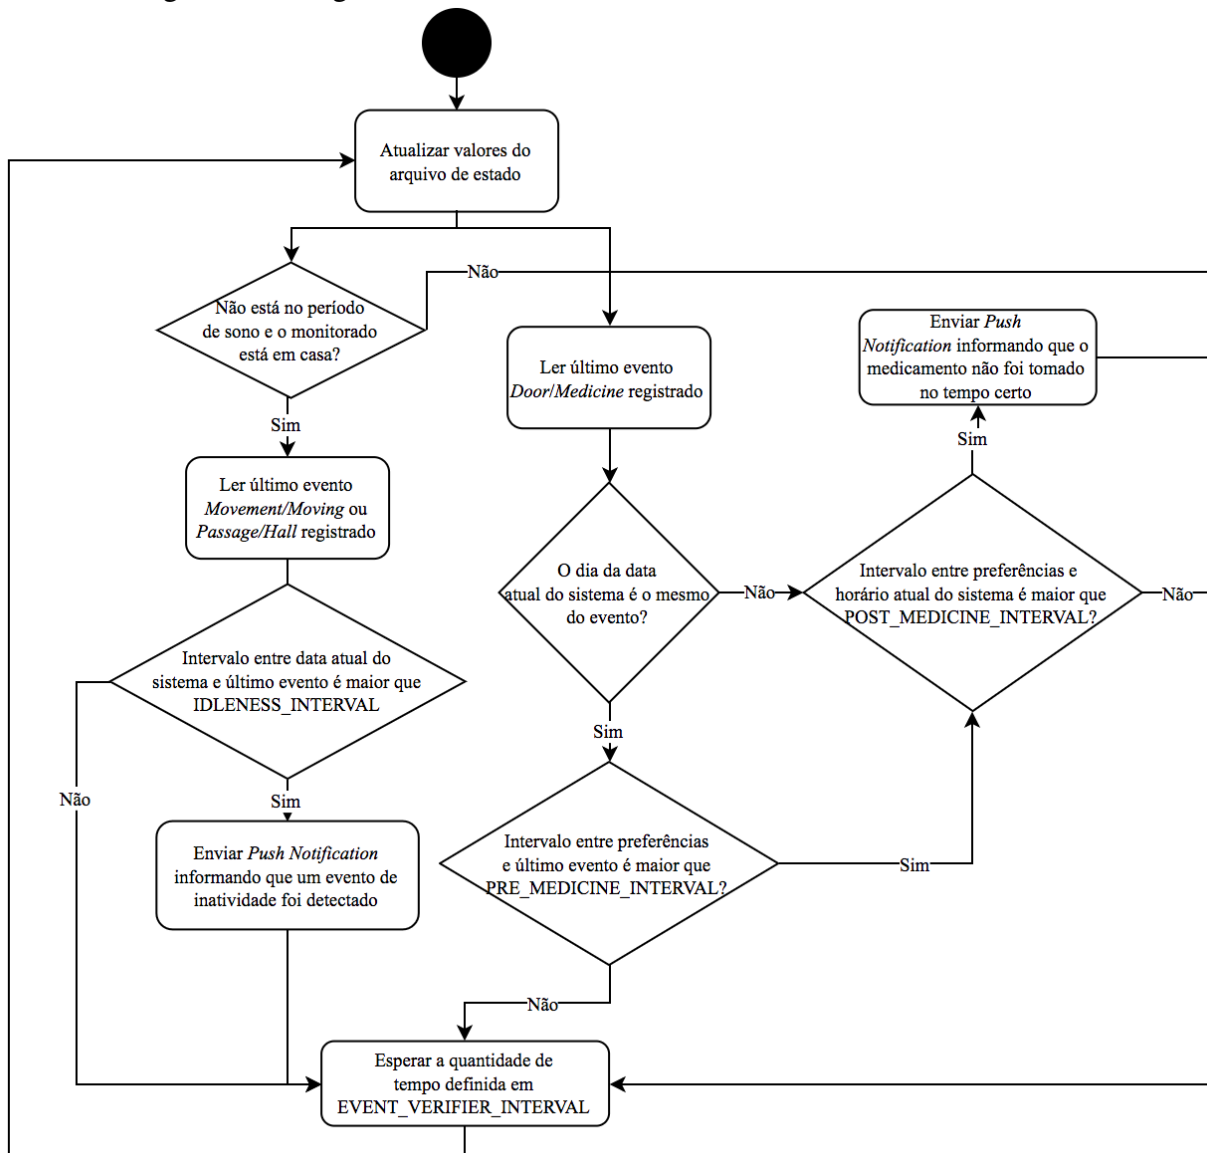 Atualizar valores do
arquivo de estado
Não
Não está no período
de sono e o monitorado
está em casa?
Enviar Push
Notification informando que o
medicamento não foi tomado
no tempo certo
Ler último evento
Door/Medicine registrado
Sim
Sim
Ler último evento
Movement/Moving ou
Passage/Hall registrado
O dia da data
atual do sistema é o mesmo
do evento?
Não
Intervalo entre preferências e
horário atual do sistema é maior que
POST_MEDICINE_INTERVAL?
Não
Intervalo entre data atual do
sistema e último evento é maior que
IDLENESS_INTERVAL
Sim
Não
Sim
Enviar Push Notification
informando que um evento de
inatividade foi detectado
Intervalo entre preferências
e último evento é maior que
PRE_MEDICINE_INTERVAL?
Sim
Não
Esperar a quantidade de
tempo definida em
EVENT_VERIFIER_INTERVAL